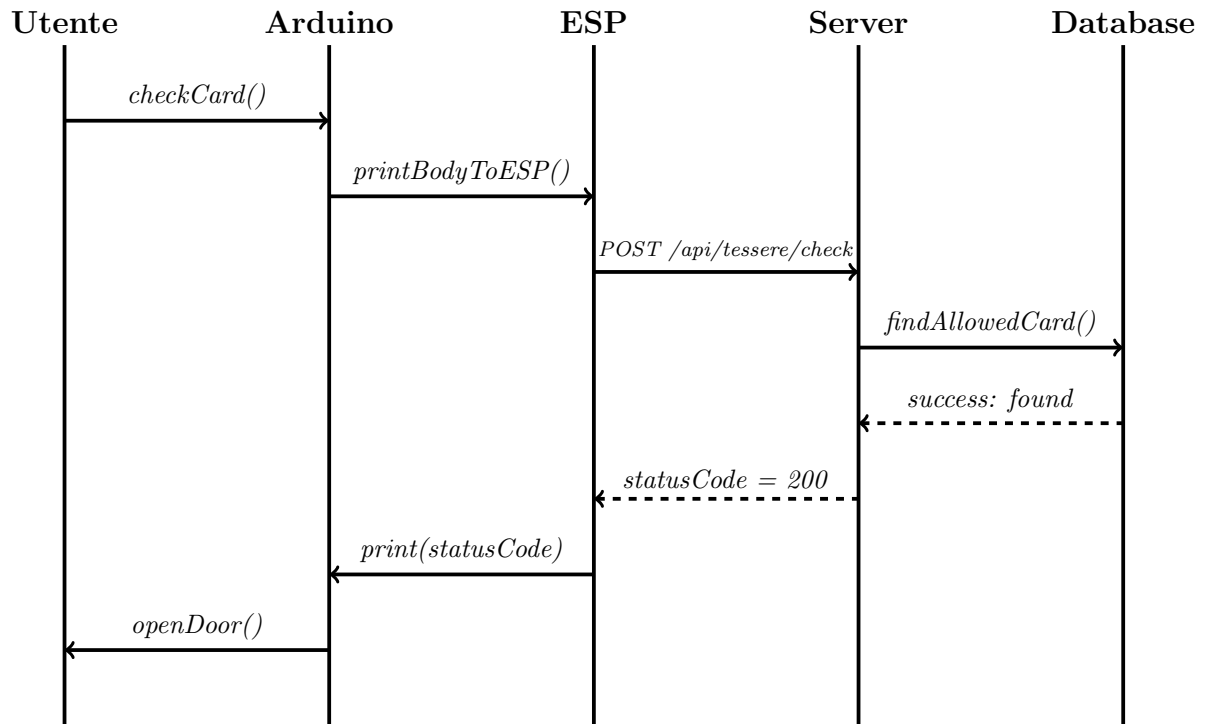 Utente Arduino ESP Server Database
checkCard()
printBodyToESP()
POST /api/tessere/check
findAllowedCard()
success: found
statusCode = 200
print(statusCode)
openDoor()